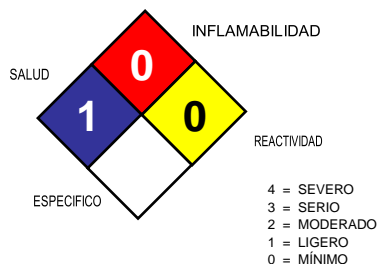 INFLAMABILIDAD
0
SALUD
1
0
REACTIVIDAD
ESPECIFICO
4 = SEVERO
3 = SERIO
2 = MODERADO
1 = LIGERO
0 = MÍNIMO